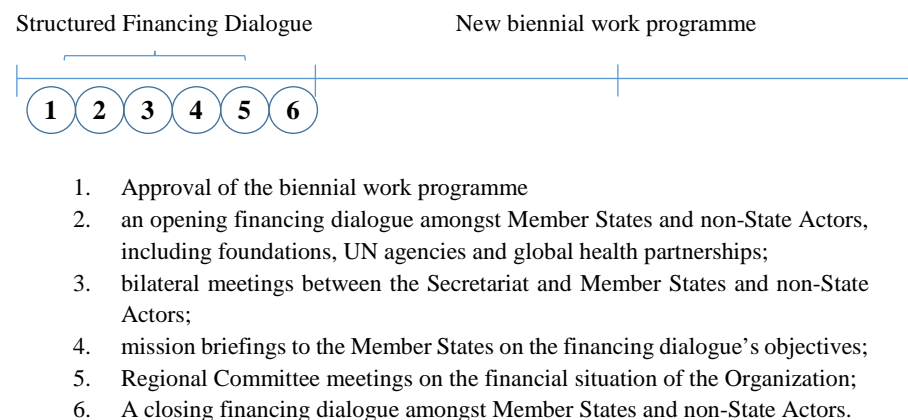 Structured Financing Dialogue New biennial work programme
1 2 3 4 5 6
1. Approval of the biennial work programme
2. an opening financing dialogue amongst Member States and non-State Actors,
including foundations, UN agencies and global health partnerships;
3. bilateral meetings between the Secretariat and Member States and non-State
Actors;
4. mission briefings to the Member States on the financing dialogue's objectives;
5. Regional Committee meetings on the financial situation of the Organization;
6. A closing financing dialogue amongst Member States and non-State Actors.